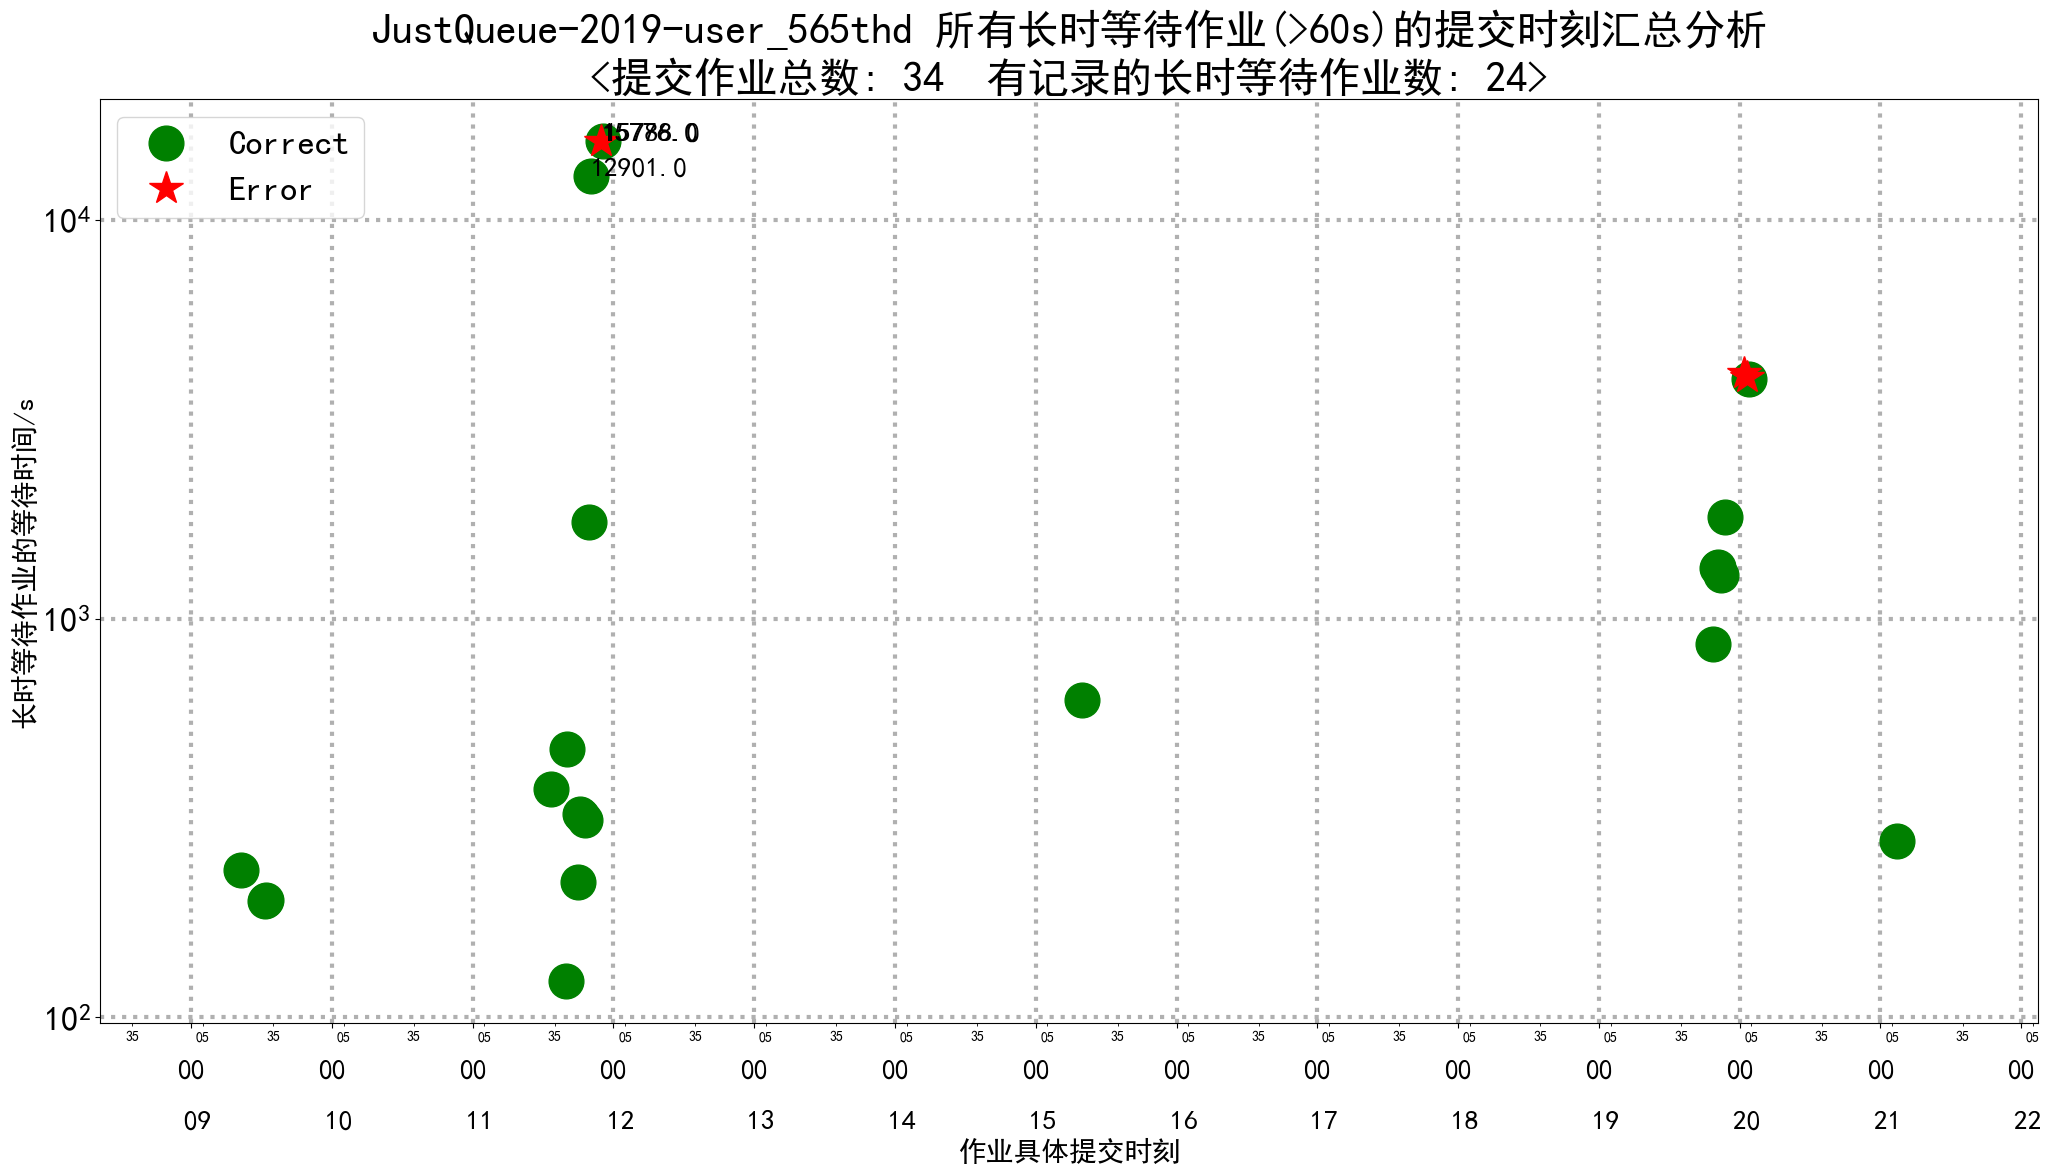 JustQueue-2019-user_565thd 所有长时等待作业(>60s)的提交时刻汇总分析
<提交作业总数: 34  有记录的长时等待作业数: 24>
Correct
Error
12901.0
10⁴
10³
10²
长时等待作业的等待时间/s
35 05 35 05 35 05 35 05 35 05 35 05 35 05 35 05 35 05 35 05 35 05 35 05 35 05 35 05
00 00 00 00 00 00 00 00 00 00 00 00 00 00
09 10 11 12 13 14 15 16 17 18 19 20 21 22
作业具体提交时刻